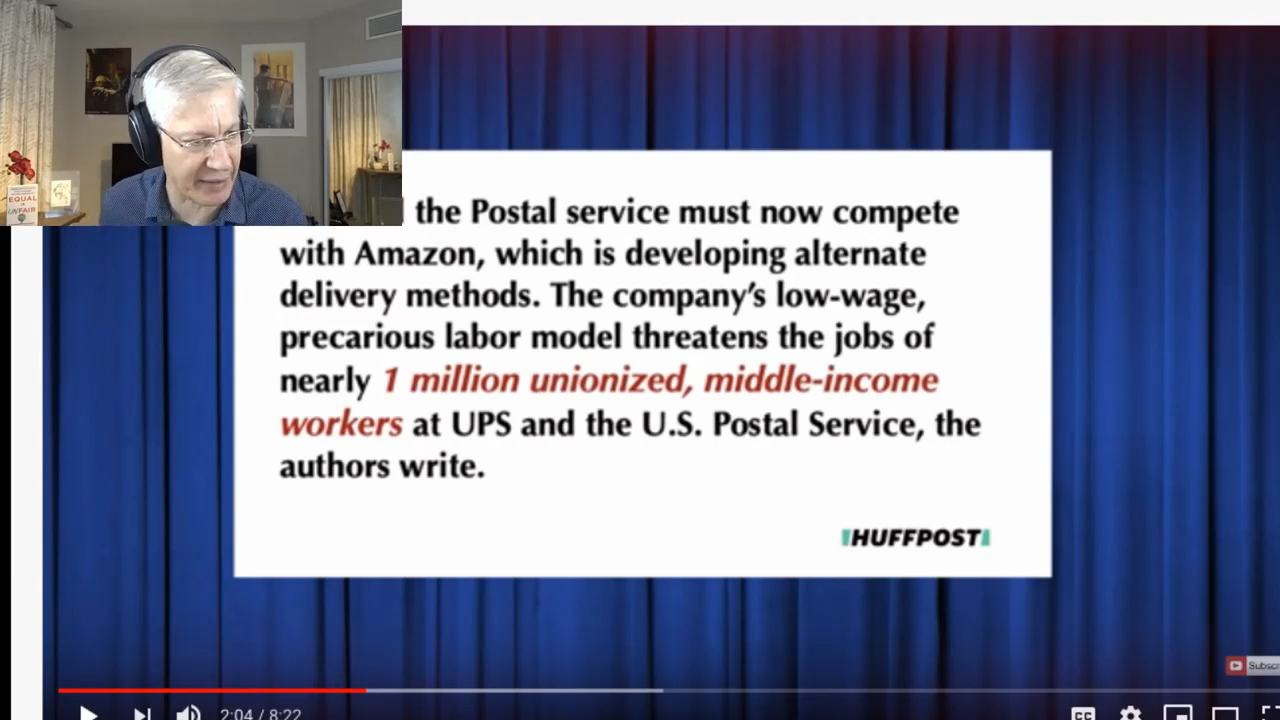 EQUAL
IS
UNFAIR
the Postal service must now compete
with Amazon, which is developing alternate
delivery methods. The company's low-wage,
precarious labor model threatens the jobs of
nearly 1 million unionized, middle-income
workers at UPS and the U.S. Postal Service, the
authors write.
HUFFPOST
2:04 / 8:22
CC